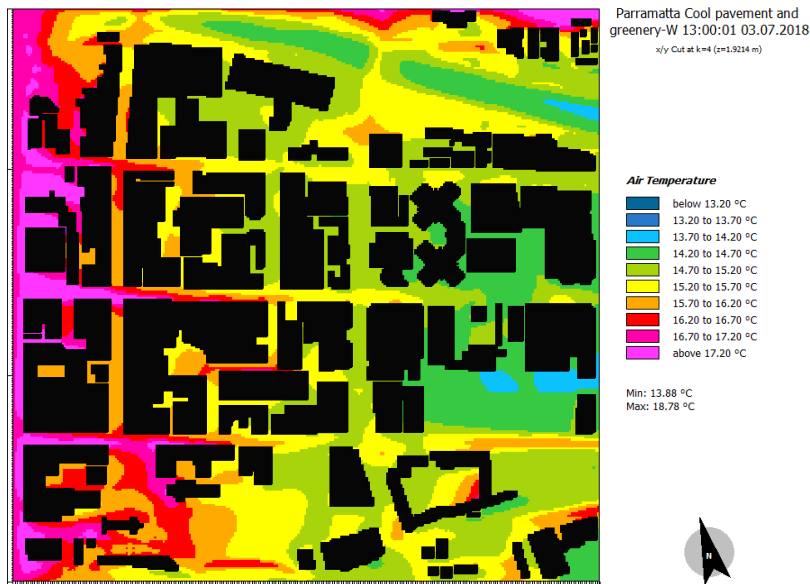 Parramatta Cool pavement and
greenery-W 13:00:01 03.07.2018
x/y Cut at k=4 (z=1.9214 m)
Air Temperature
below 13.20 °C
13.20 to 13.70 °C
13.70 to 14.20 °C
14.20 to 14.70 °C
14.70 to 15.20 °C
15.20 to 15.70 °C
15.70 to 16.20 °C
16.20 to 16.70 °C
16.70 to 17.20 °C
above 17.20 °C
Min: 13.88 °C
Max: 18.78 °C
N